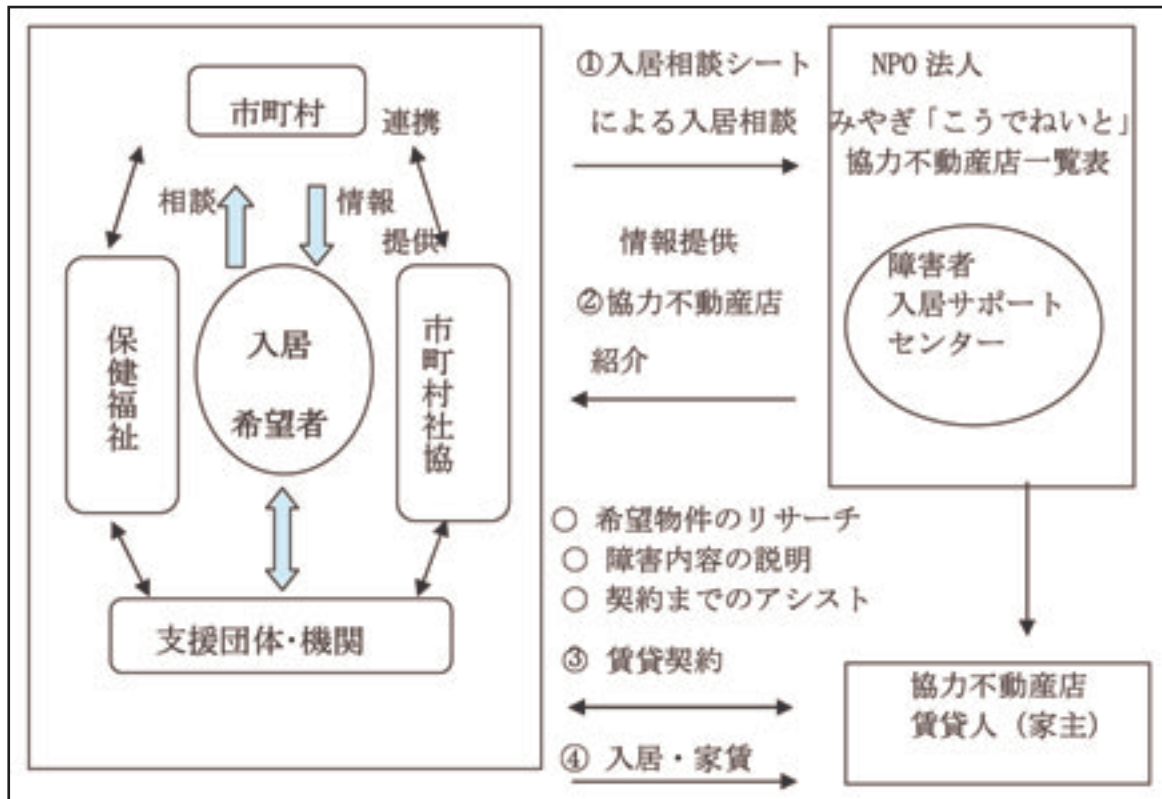 市町村
連携
相談
情報
提供
保健福祉
入居
希望者
市町村社協
支援団体・機関
①入居相談シート
による入居相談
情報提供
②協力不動産店
紹介
○ 希望物件のリサーチ
○ 障害内容の説明
○ 契約までのアシスト
③ 賃貸契約
④ 入居・家賃
NPO 法人
みやぎ「こうでねいと」
協力不動産店一覧表
障害者
入居サポート
センター
協力不動産店
賃貸人（家主）